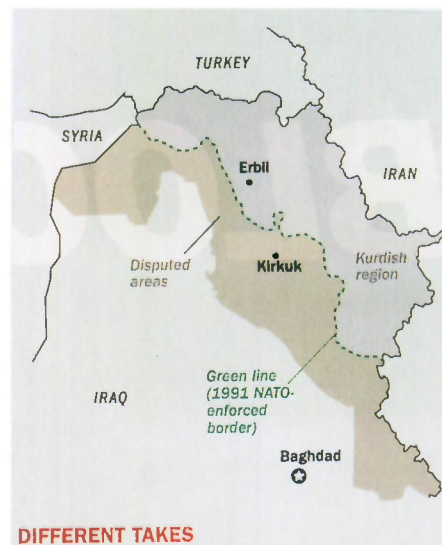 TURKEY
SYRIA
Erbil
IRAN
Disputed
areas
Kirkuk
Kurdish
region
Green line
(1991 NATO-
enforced
border)
IRAQ
Baghdad
DIFFERENT TAKES